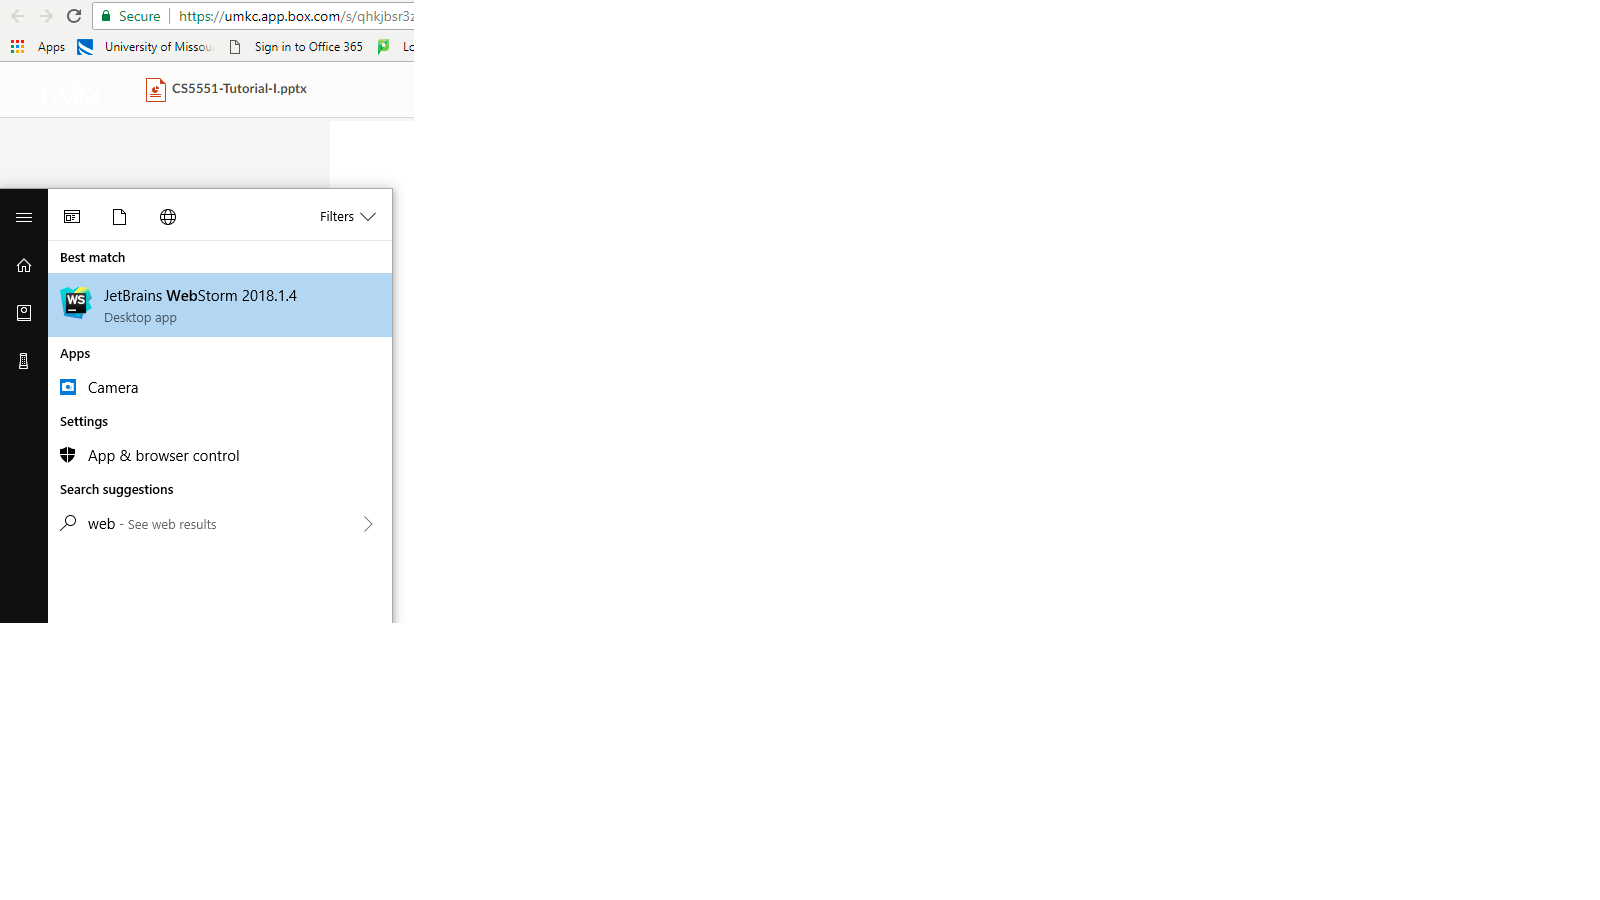 Secure https://umkc.app.box.com/s/qhkjbsr3z
Apps University of Missou Sign in to Office 365 Lo
UMKC CS5551-Tutorial-I.pptx
Filters
Best match
WS JetBrains WebStorm 2018.1.4
Desktop app
Apps
Camera
Settings
App & browser control
Search suggestions
web - See web results